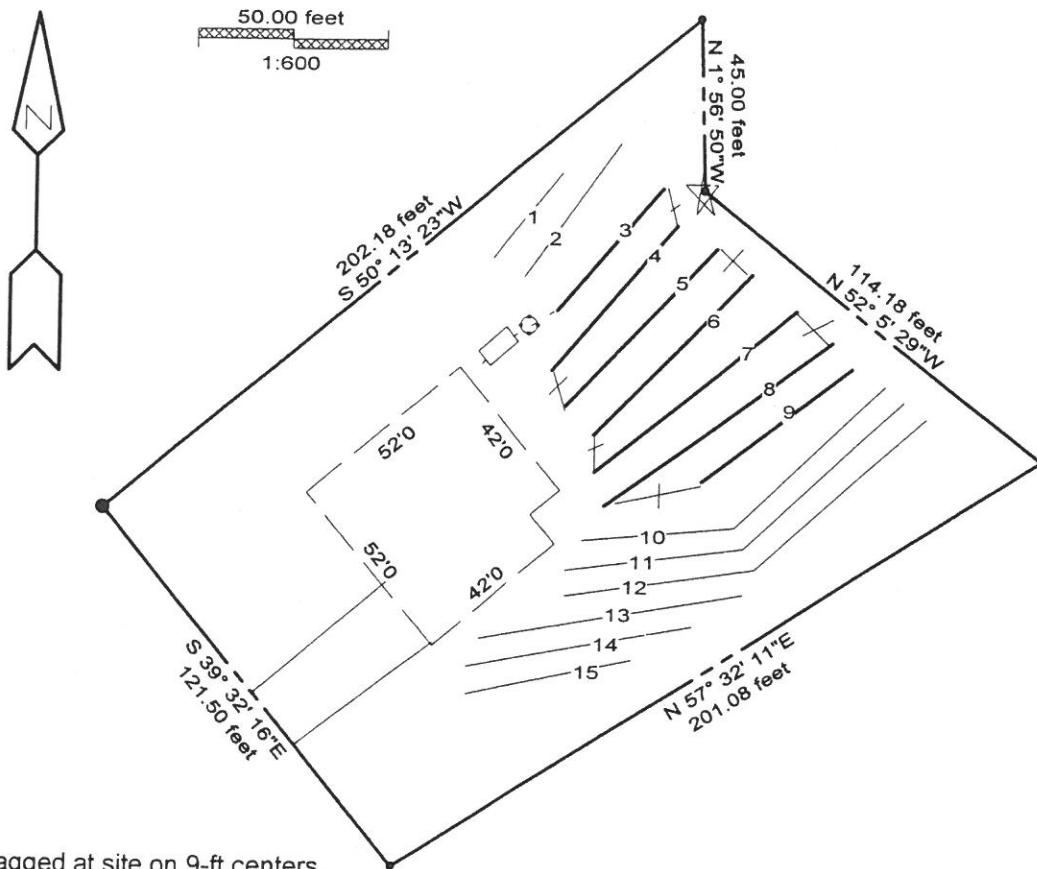 50.00 feet
1:600
N
45.00 feet
N 1° 56' 50"W
202.18 feet
S 50° 13' 23"W
114.18 feet
N 52° 5' 29"W
1
2
3
4
5
6
7
8
9
10
11
12
13
14
15
52'0
42'0
52'0
42'0
S 39° 32' 16"E
121.50 feet
N 57° 32' 11"E
201.08 feet
agged at site on 9-ft centers